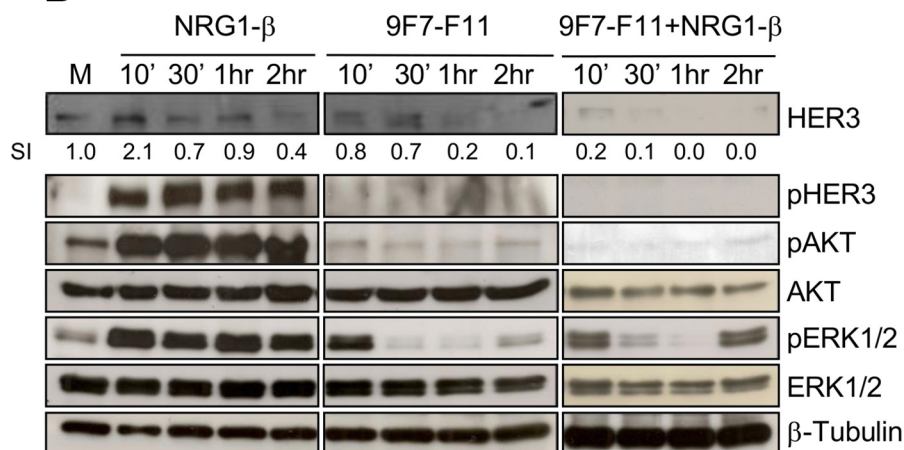 NRG1-β 9F7-F11 9F7-F11+NRG1-β
M 10’ 30’ 1hr 2hr 10’ 30’ 1hr 2hr 10’ 30’ 1hr 2hr
HER3
SI 1.0 2.1 0.7 0.9 0.4 0.8 0.7 0.2 0.1 0.2 0.1 0.0 0.0
pHER3
pAKT
AKT
pERK1/2
ERK1/2
β-Tubulin